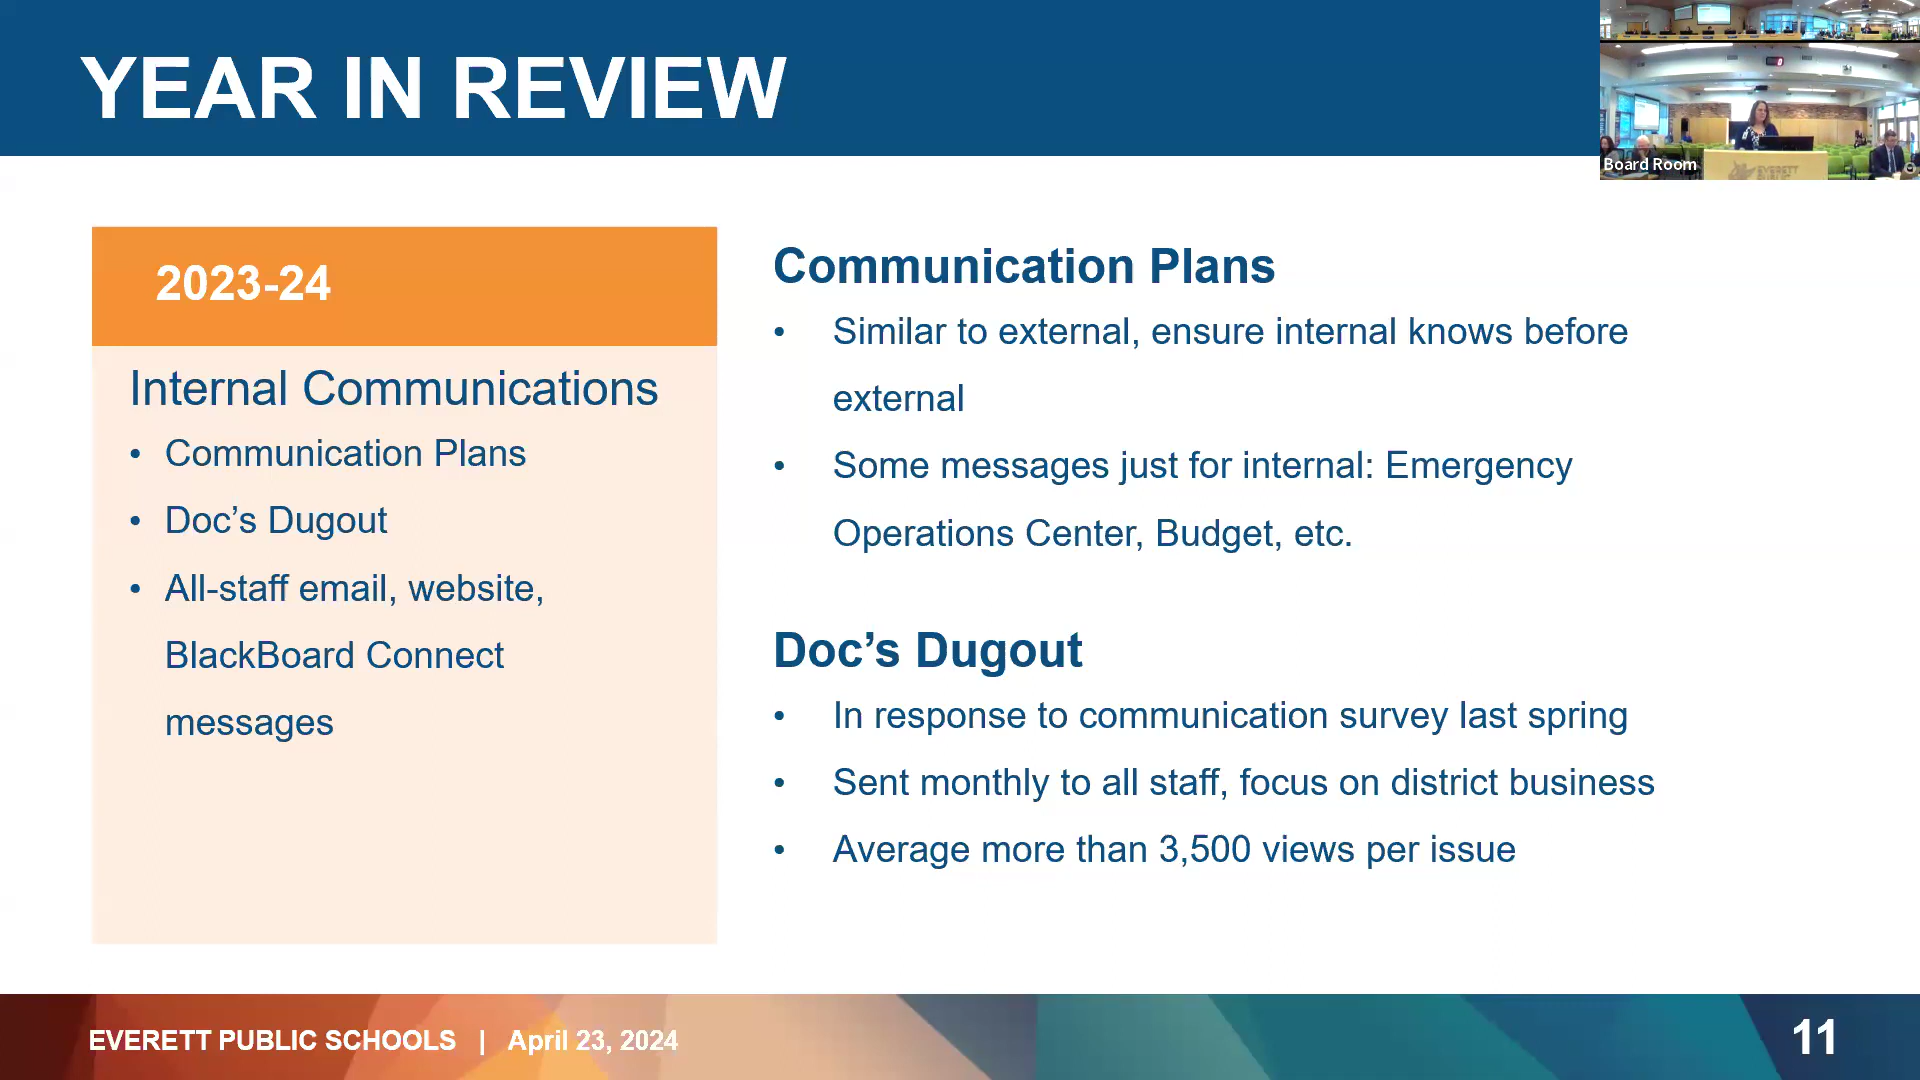 YEAR IN REVIEW
Board Room
EVERETT
2023-24
Internal Communications
• Communication Plans
• Doc’s Dugout
• All-staff email, website,
BlackBoard Connect
messages
Communication Plans
• Similar to external, ensure internal knows before
external
• Some messages just for internal: Emergency
Operations Center, Budget, etc.
Doc’s Dugout
• In response to communication survey last spring
• Sent monthly to all staff, focus on district business
• Average more than 3,500 views per issue
EVERETT PUBLIC SCHOOLS | April 23, 2024
11